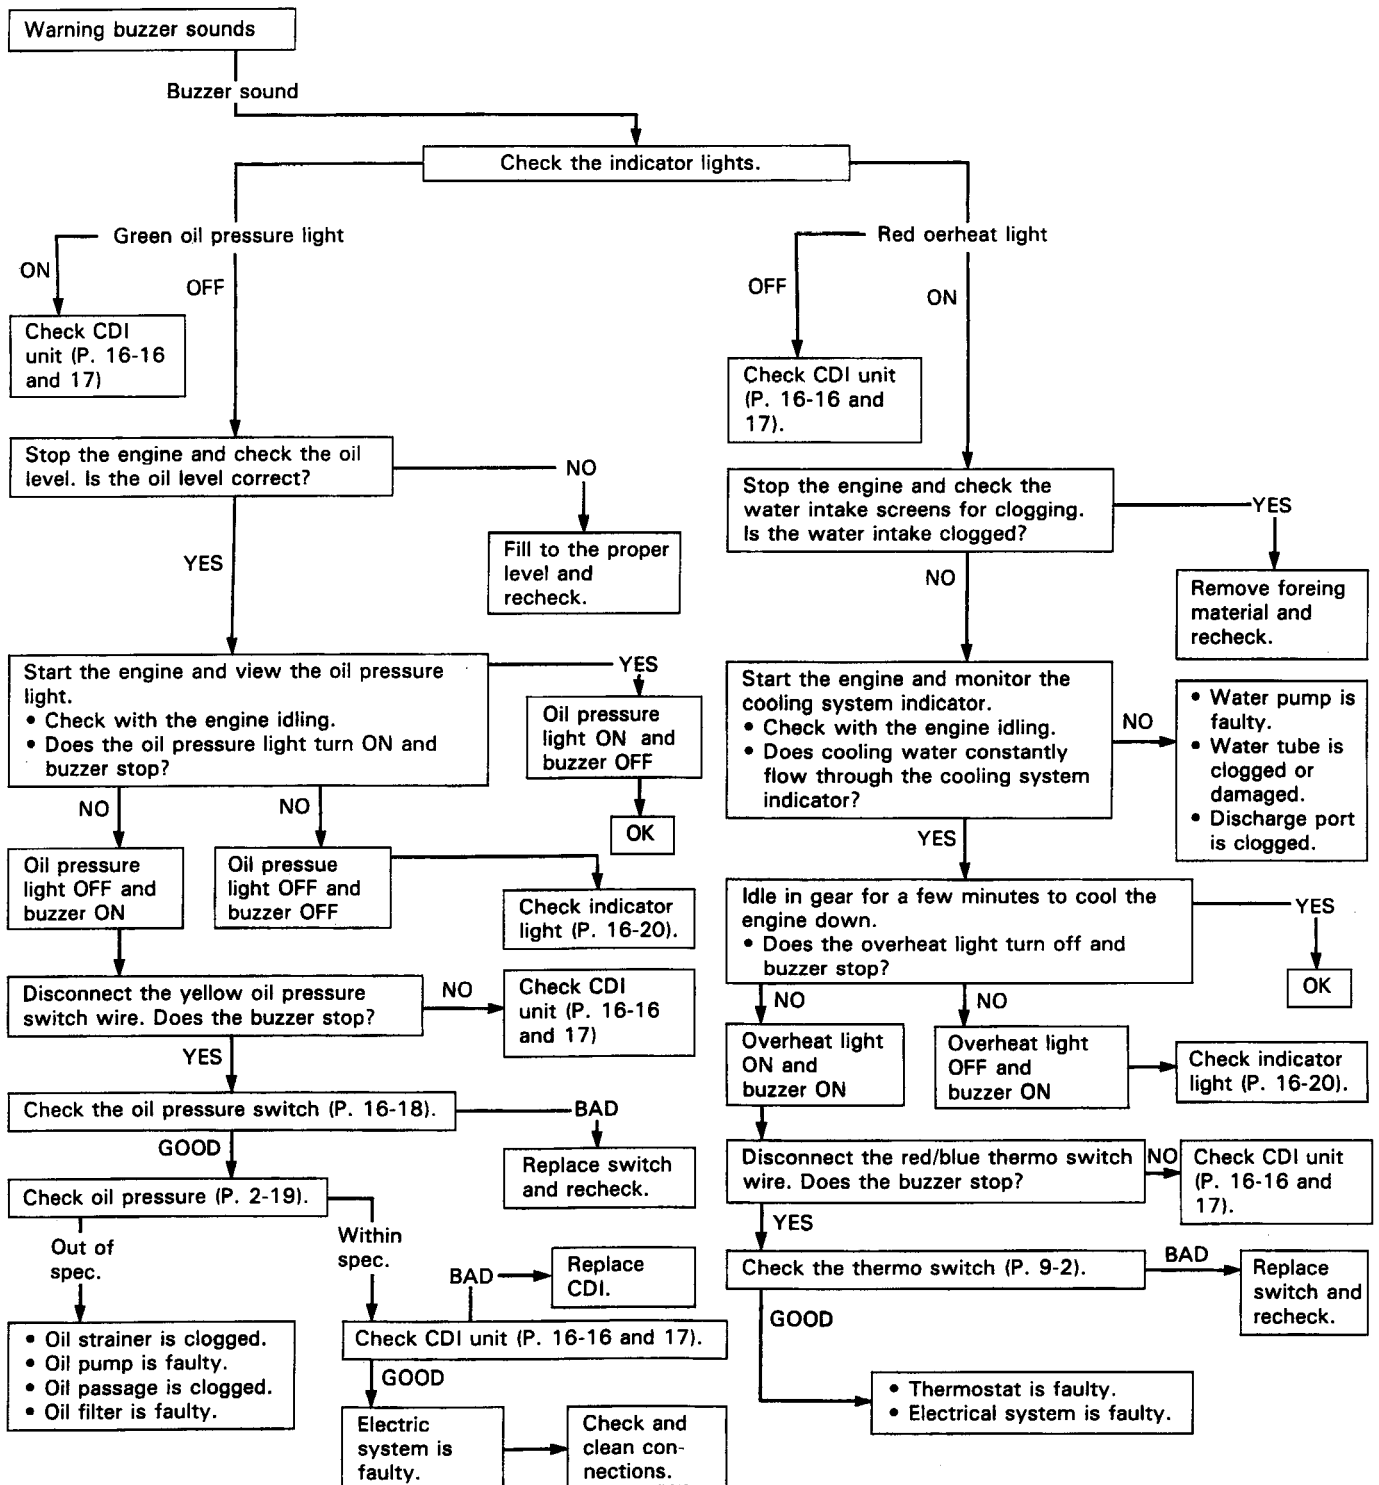 Warning buzzer sounds
Buzzer sound
Check the indicator lights.
Green oil pressure light
ON
OFF
Check CDI
unit (P. 16-16
and 17)
Stop the engine and check the oil
level. Is the oil level correct?
NO
Fill to the proper
level and
recheck.
YES
Start the engine and view the oil pressure
light.
• Check with the engine idling.
• Does the oil pressure light turn ON and
buzzer stop?
YES
Oil pressure
light ON and
buzzer OFF
OK
NO
NO
Oil pressure
light OFF and
buzzer ON
Oil pressue
light OFF and
buzzer OFF
Check indicator
light (P. 16-20).
Disconnect the yellow oil pressure
switch wire. Does the buzzer stop?
NO
Check CDI
unit (P. 16-16
and 17)
YES
Check the oil pressure switch (P. 16-18).
BAD
Replace switch
and recheck.
GOOD
Check oil pressure (P. 2-19).
Out of
spec.
Within
spec.
• Oil strainer is clogged.
• Oil pump is faulty.
• Oil passage is clogged.
• Oil filter is faulty.
BAD
Replace
CDI.
Check CDI unit (P. 16-16 and 17).
GOOD
Electric
system is
faulty.
Check and
clean con-
nections.
Red oerheat light
OFF
ON
Check CDI unit
(P. 16-16 and
17).
Stop the engine and check the
water intake screens for clogging.
Is the water intake clogged?
YES
Remove foreing
material and
recheck.
NO
Start the engine and monitor the
cooling system indicator.
• Check with the engine idling.
• Does cooling water constantly
flow through the cooling system
indicator?
NO
• Water pump is
faulty.
• Water tube is
clogged or
damaged.
• Discharge port
is clogged.
YES
Idle in gear for a few minutes to cool the
engine down.
• Does the overheat light turn off and
buzzer stop?
YES
OK
NO
NO
Overheat light
ON and
buzzer ON
Overheat light
OFF and
buzzer ON
Check indicator
light (P. 16-20).
Disconnect the red/blue thermo switch
wire. Does the buzzer stop?
NO
Check CDI unit
(P. 16-16 and
17).
YES
Check the thermo switch (P. 9-2).
BAD
Replace
switch and
recheck.
GOOD
• Thermostat is faulty.
• Electrical system is faulty.